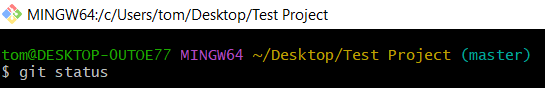 MINGW64:/c/Users/tom/Desktop/Test Project
tom@DESKTOP-OUTOE77 MINGW64 ~/Desktop/Test Project (master)
$ git status